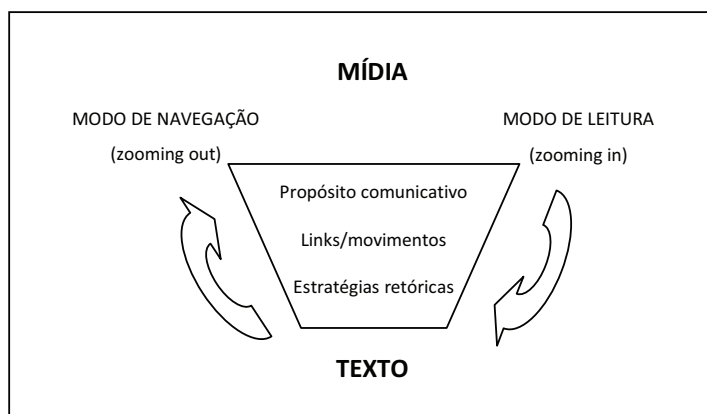 MÍDIA
MODO DE NAVEGAÇÃO
(zooming out)
MODO DE LEITURA
(zooming in)
Propósito comunicativo
Links/movimentos
Estratégias retóricas
TEXTO